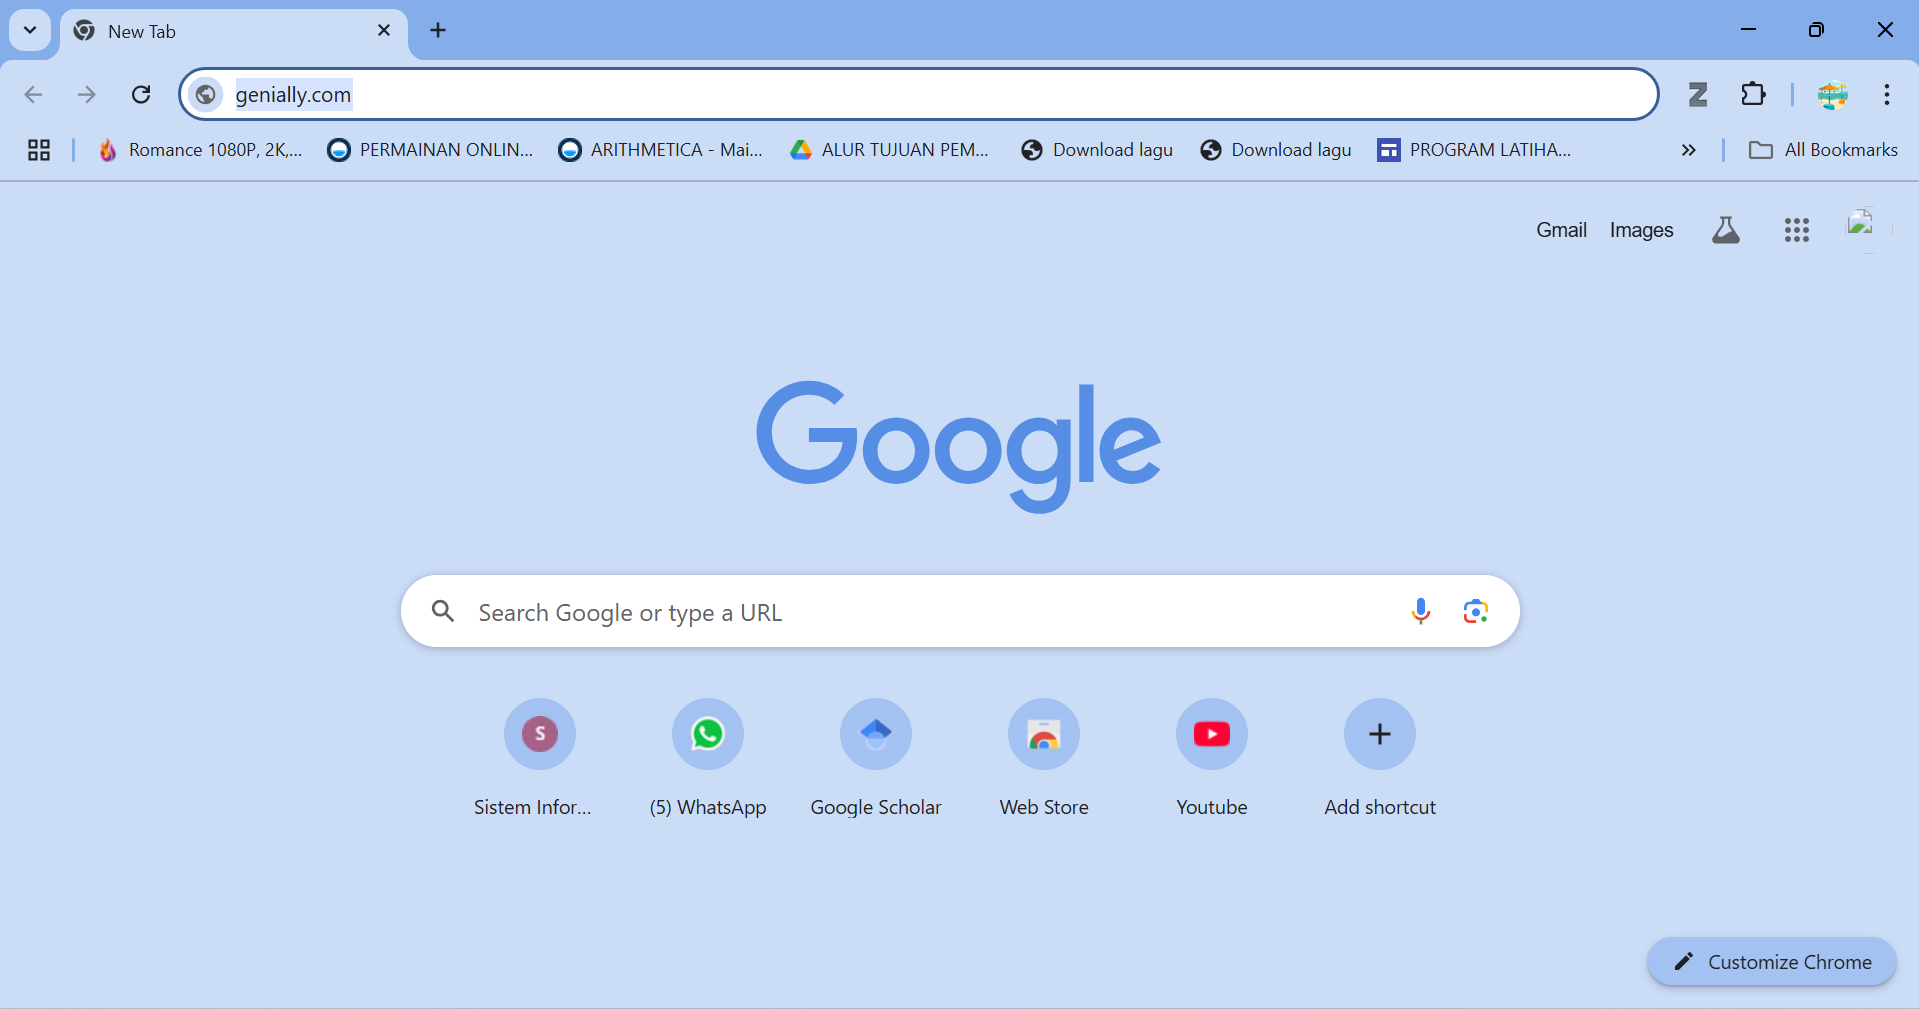 New Tab
genially.com
Romance 1080P, 2K,...
PERMAINAN ONLIN...
ARITHMETICA - Mai...
ALUR TUJUAN PEM...
Download lagu
Download lagu
PROGRAM LATIHA...
All Bookmarks
Gmail
Images
Google
Search Google or type a URL
S
Sistem Infor...
(5) WhatsApp
Google Scholar
Web Store
Youtube
Add shortcut
Customize Chrome